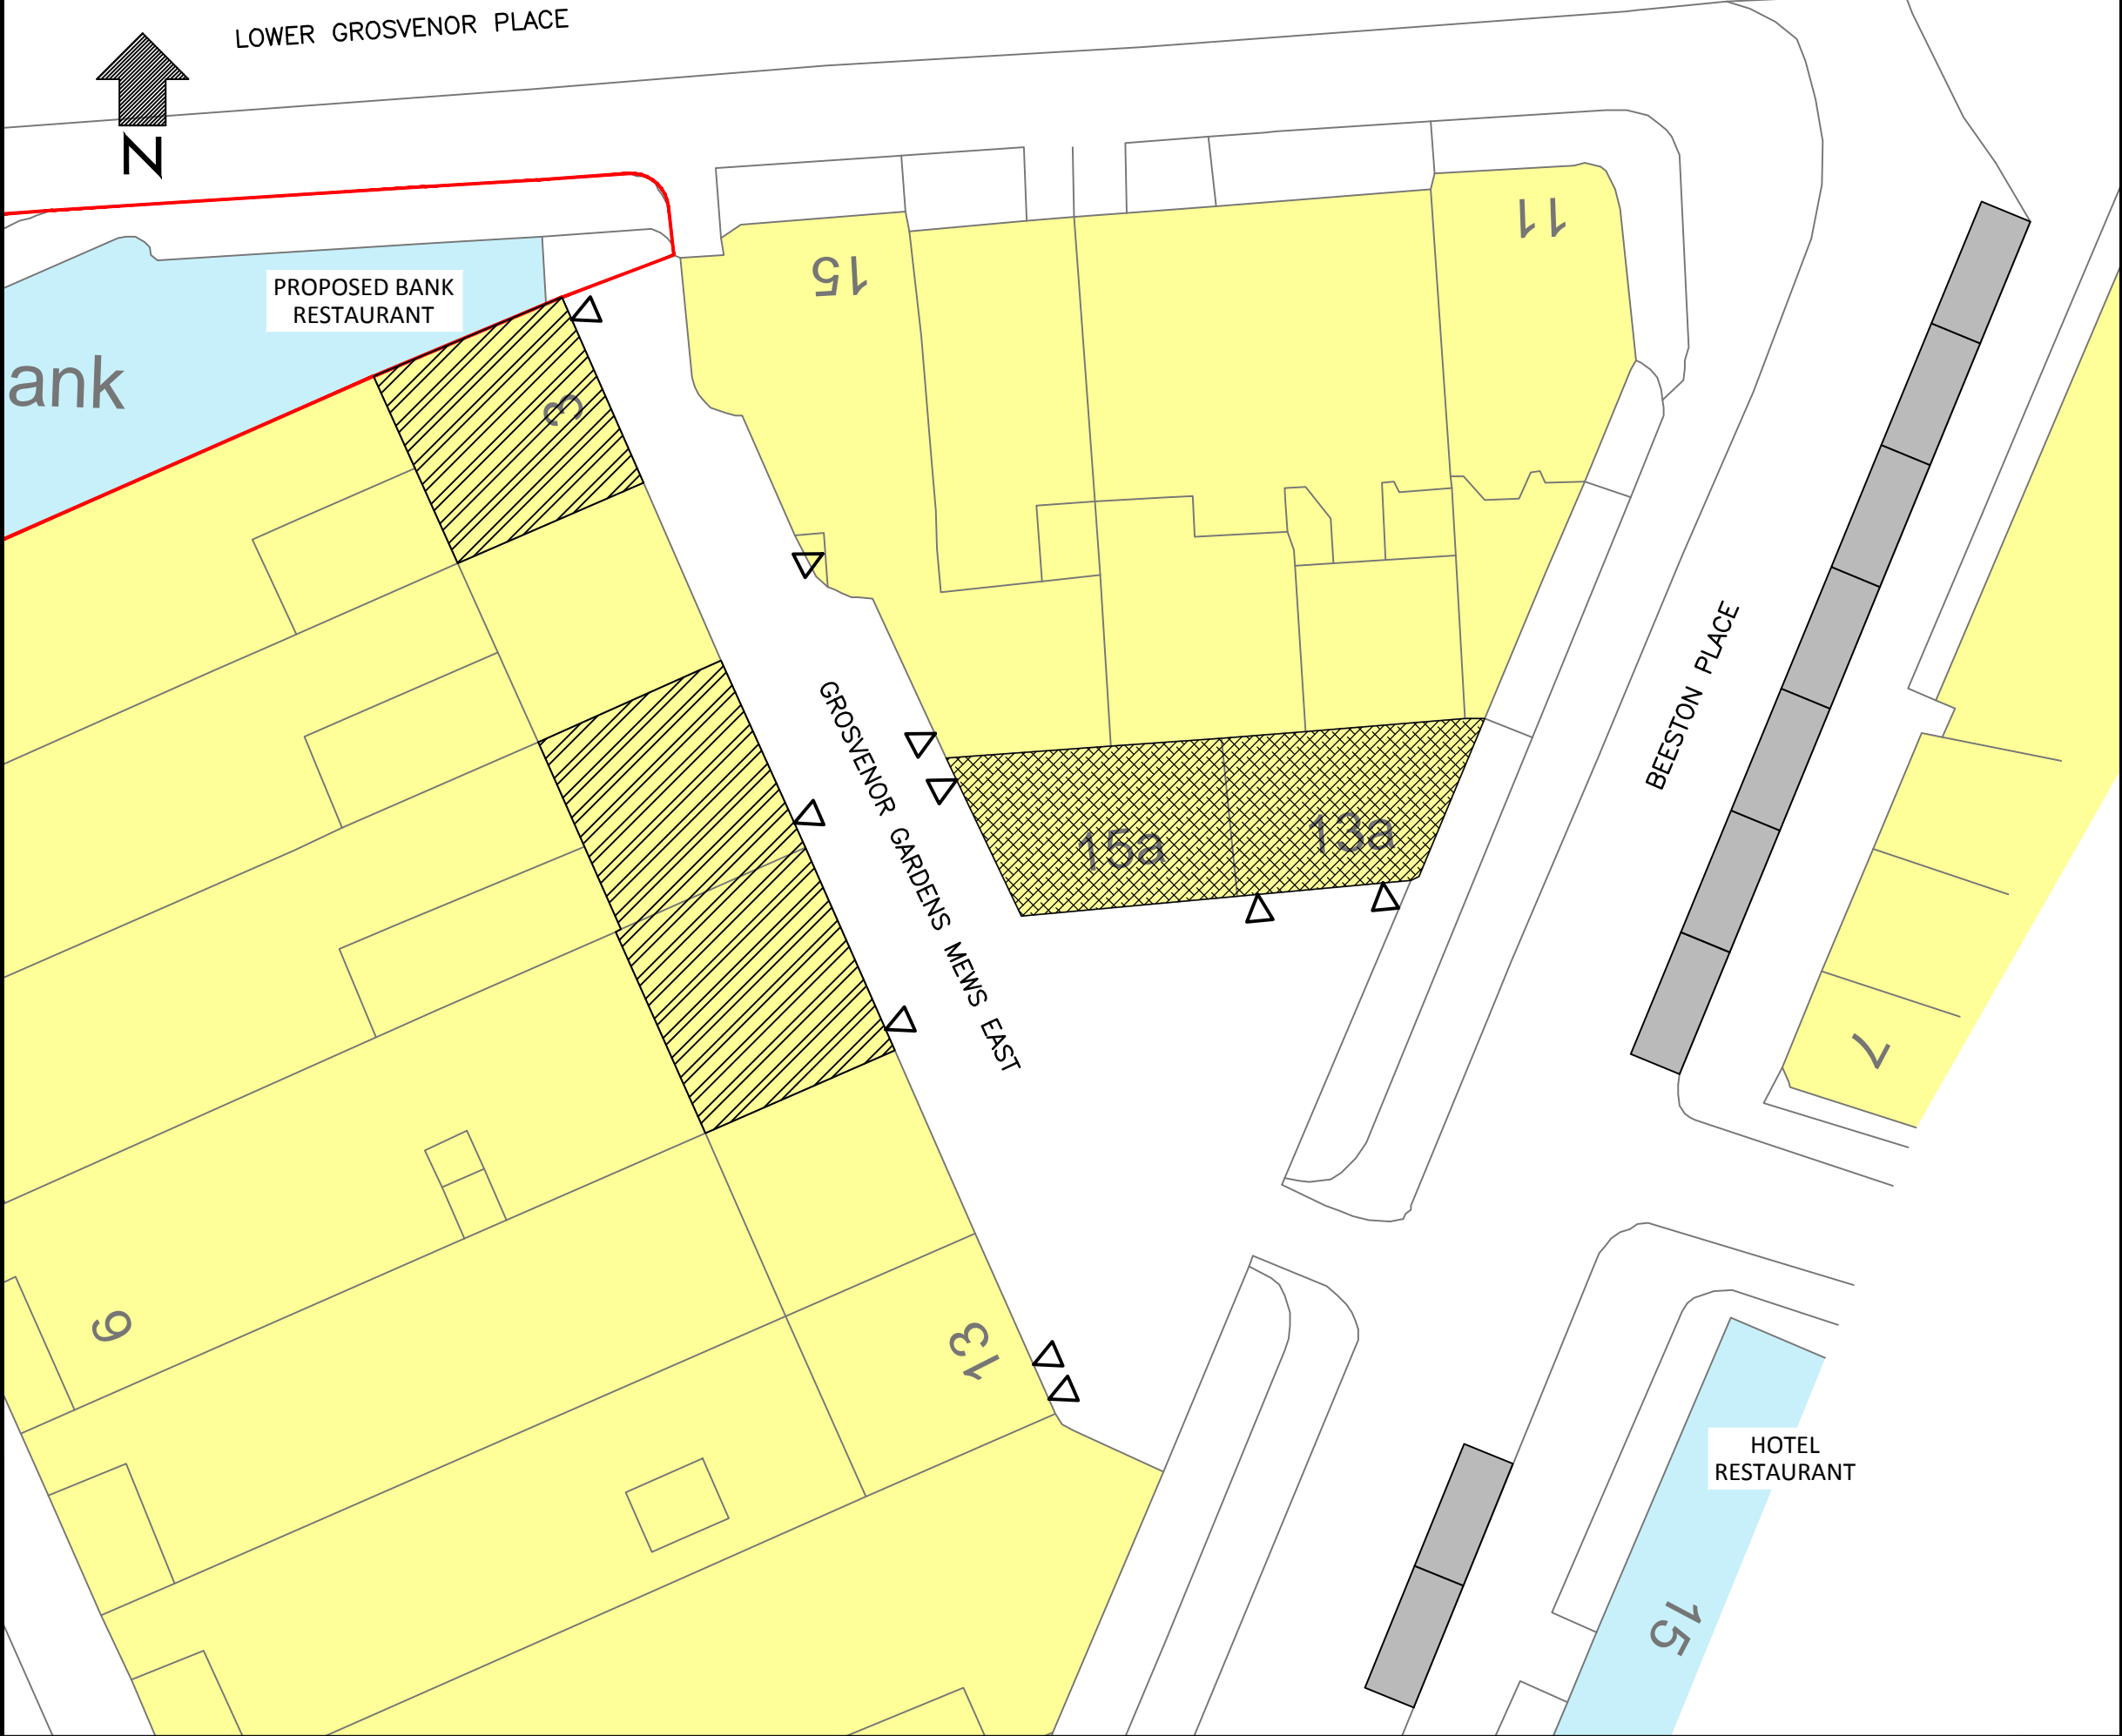 LOWER GROSVENOR PLACE
N
PROPOSED BANK
RESTAURANT
ank
3
15
11
GROSVENOR GARDENS MEWS EAST
BEESTON PLACE
15a
13a
7
9
13
HOTEL
RESTAURANT
15